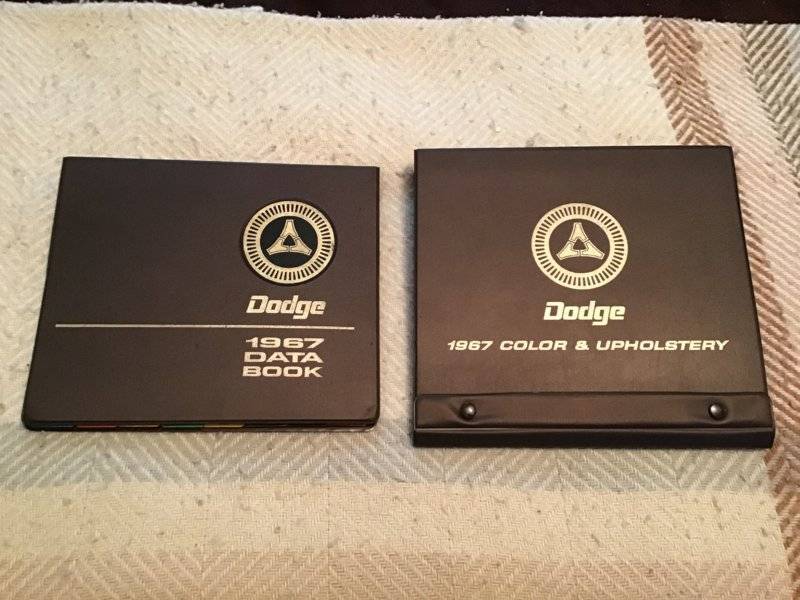 Dodge
1967
DATA
BOOK
Dodge
1967 COLOR & UPHOLSTERY